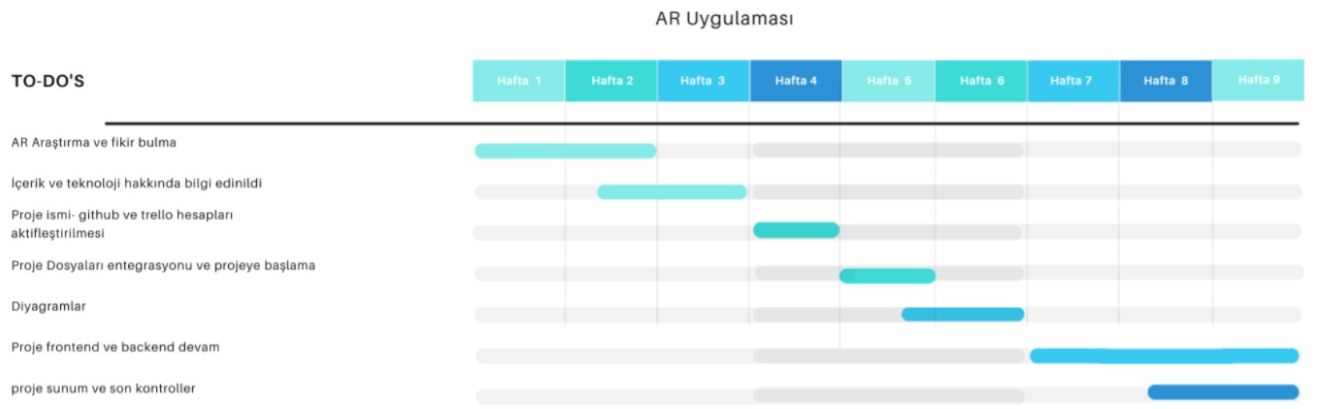 AR Uygulaması
TO-DO'S
Hafta 1
Hafta 2
Hafta 3
Hafta 4
Hafta 5
Hafta 6
Hafta 7
Hafta 8
Hafta 9
AR Araştırma ve fikir bulma
İçerik ve teknoloji hakkında bilgi edinildi
Proje ismi- github ve trello hesapları
aktifleştirilmesi
Proje Dosyaları entegrasyonu ve projeye başlama
Diyagramlar
Proje frontend ve backend devam
proje sunum ve son kontroller